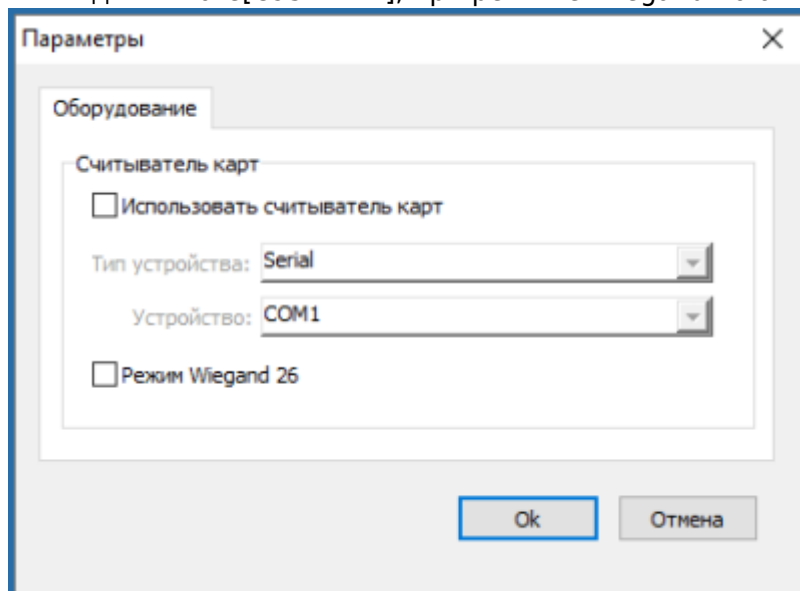 Параметры
Оборудование
Считыватель карт
Использовать считыватель карт
Тип устройства: Serial
Устройство: COM1
Режим Wiegand 26
Ok Отмена